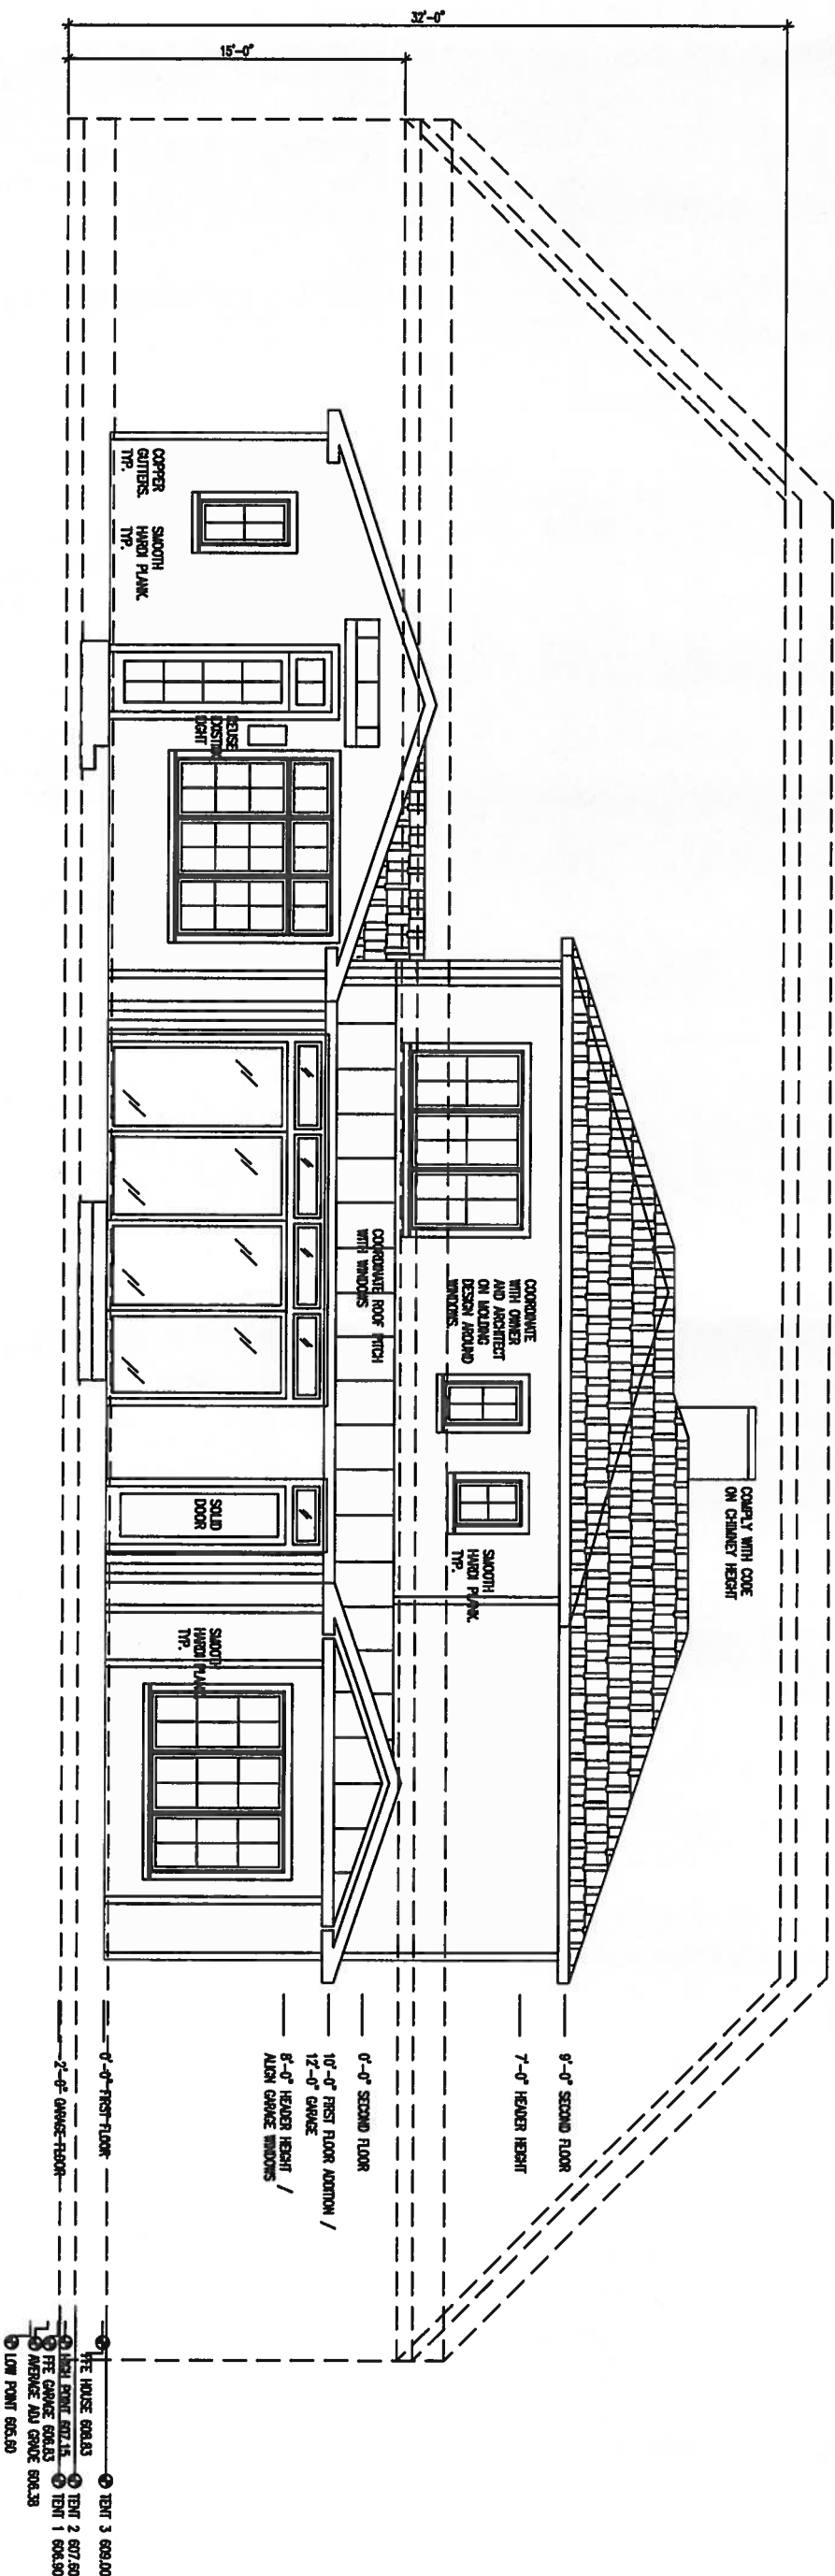 32'-0"
15'-0"
COMPLY WITH CODE
ON CHIMNEY HEIGHT
COORDINATE
WITH OWNER
AND ARCHITECT
ON MOLDING
DESIGN AROUND
WINDOWS.
SMOOTH
HARDI PLANK.
TYP.
COORDINATE ROOF PITCH
WITH WINDOWS
REUSE
EXISTING
LIGHT
COPPER
GUTTERS.
TYP.
SMOOTH
HARDI PLANK.
TYP.
SOLID
DOOR
SMOOTH
HARDI PLANK.
TYP.
9'-0" SECOND FLOOR
7'-0" HEADER HEIGHT
0'-0" SECOND FLOOR
10'-0" FIRST FLOOR ADDITION /
12'-0" GARAGE
8'-0" HEADER HEIGHT /
ALIGN GARAGE WINDOWS
0'-0" FIRST FLOOR
-2'-0" GARAGE FLOOR
TENT 3 609.00
TENT 2 607.60
TENT 1 606.90
FFE HOUSE 608.83
HIGH POINT 607.15
FFE GARAGE 606.83
AVERAGE ADJ GRADE 606.38
LOW POINT 605.60